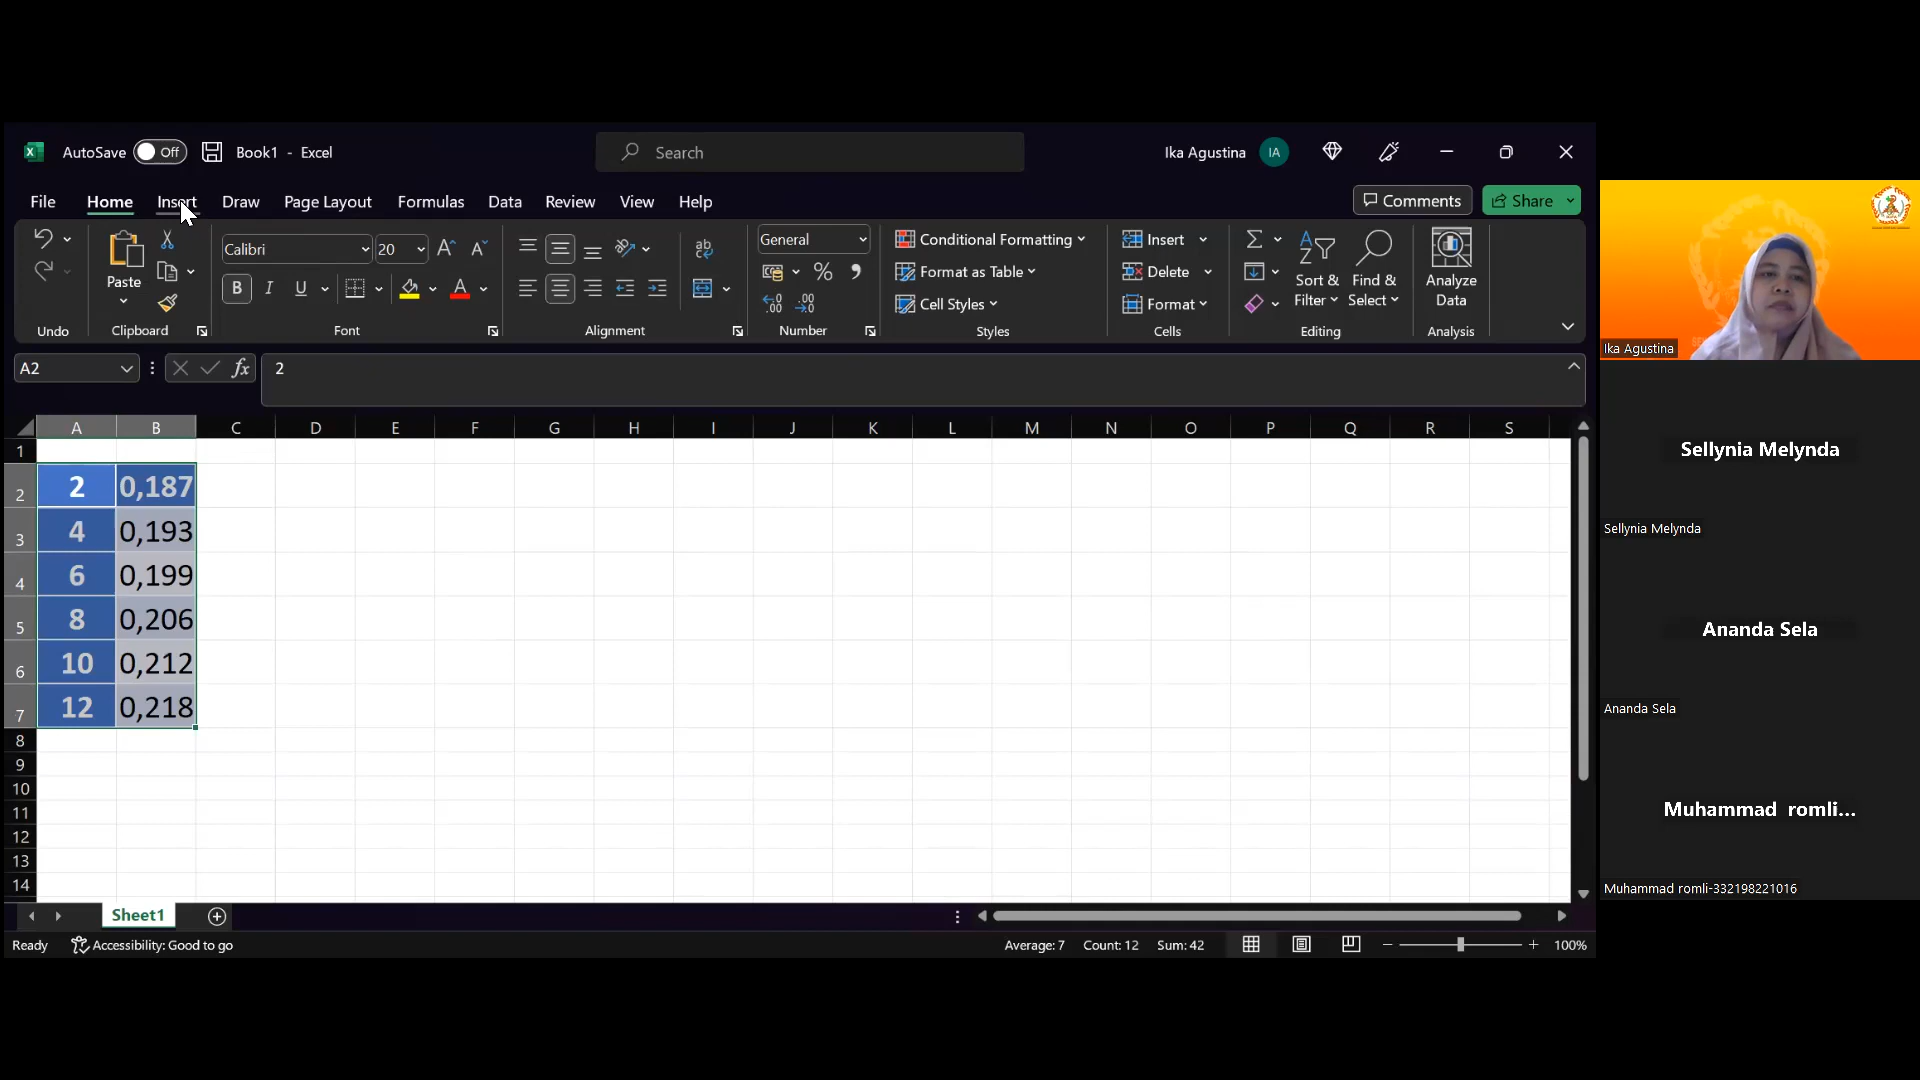 AutoSave Off Book1 - Excel
Search
Ika Agustina IA
File Home Insert Draw Page Layout Formulas Data Review View Help
Comments Share
Undo
Paste
Clipboard
Calibri 20
B I U A
Font
ab
Alignment
General
% 9
Number
Conditional Formatting
Format as Table
Cell Styles
Styles
Insert
Delete
Format
Cells
Sort & Filter
Find & Select
Editing
Analyze Data
Analysis
A2 fx 2
A B C D E F G H I J K L M N O P Q R S
1
2 2 0,187
3 4 0,193
4 6 0,199
5 8 0,206
6 10 0,212
7 12 0,218
8
9
10
11
12
13
14
Sheet1
Ready Accessibility: Good to go Average: 7 Count: 12 Sum: 42 100%
Ika Agustina
Sellynia Melynda
Sellynia Melynda
Ananda Sela
Ananda Sela
Muhammad romli...
Muhammad romli-332198221016